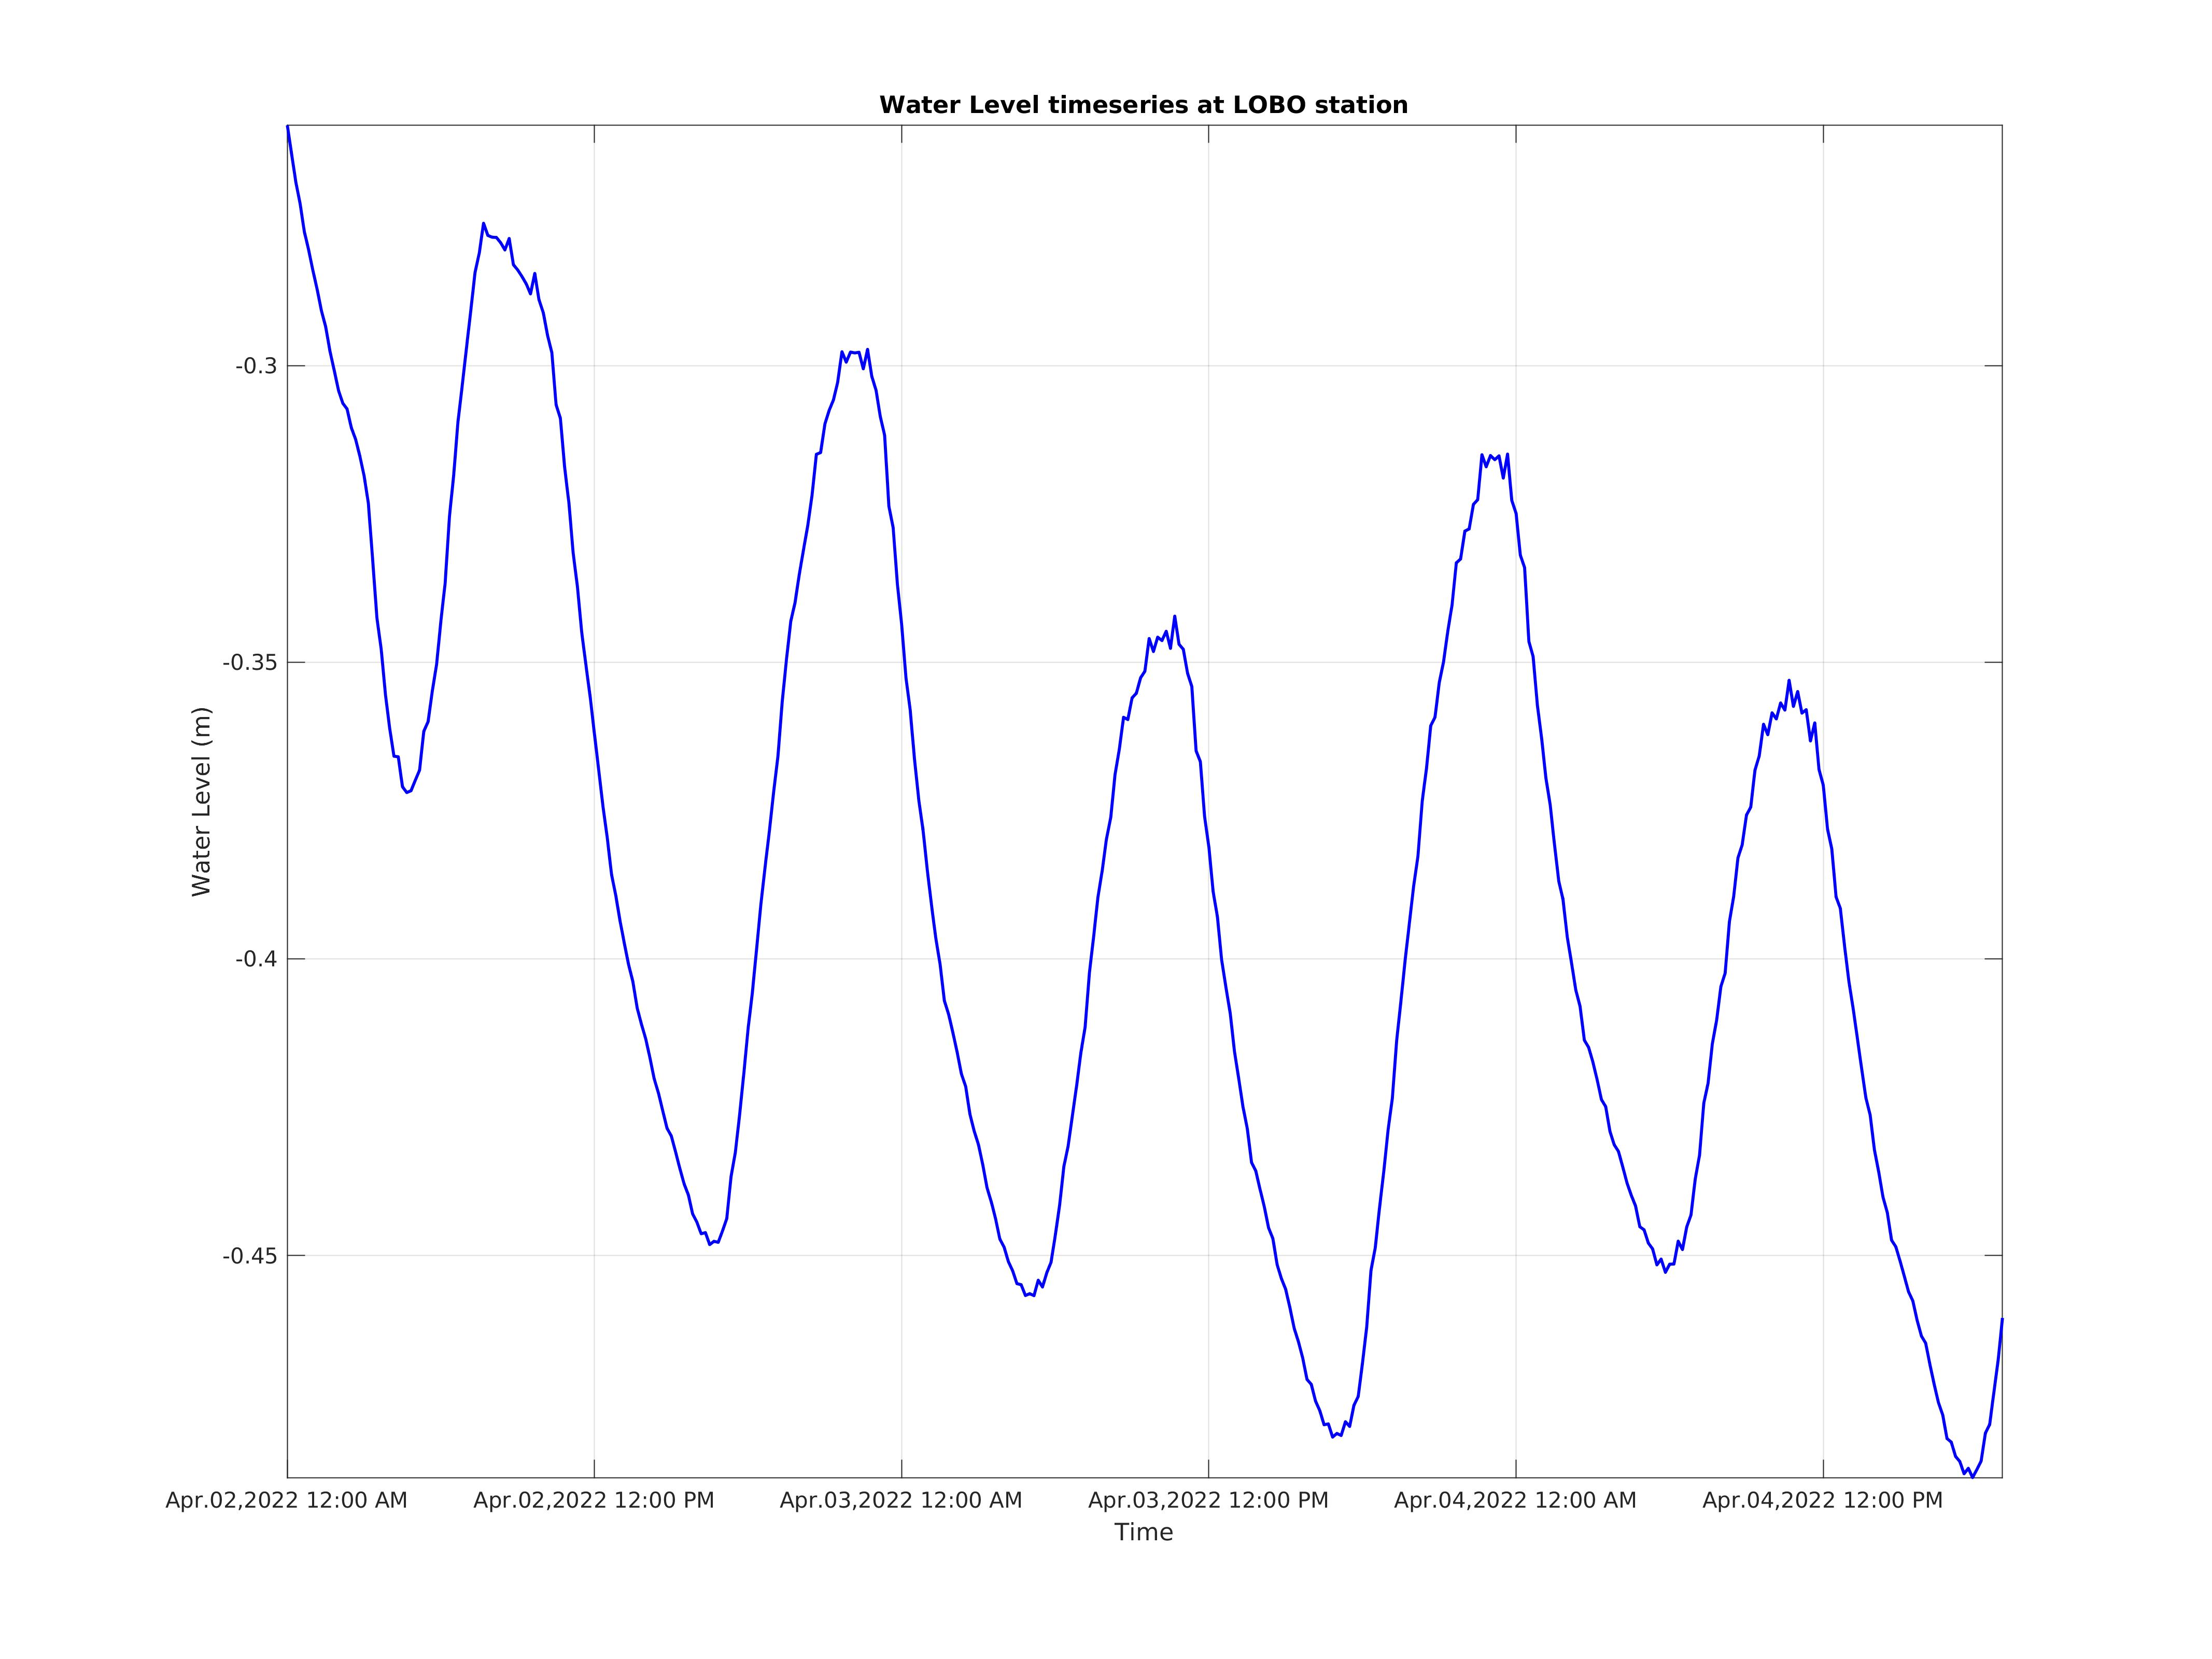 Water Level timeseries at LOBO station
-0.3
-0.35
-0.4
-0.45
Water Level (m)
Apr.02,2022 12:00 AM
Apr.02,2022 12:00 PM
Apr.03,2022 12:00 AM
Apr.03,2022 12:00 PM
Apr.04,2022 12:00 AM
Apr.04,2022 12:00 PM
Time